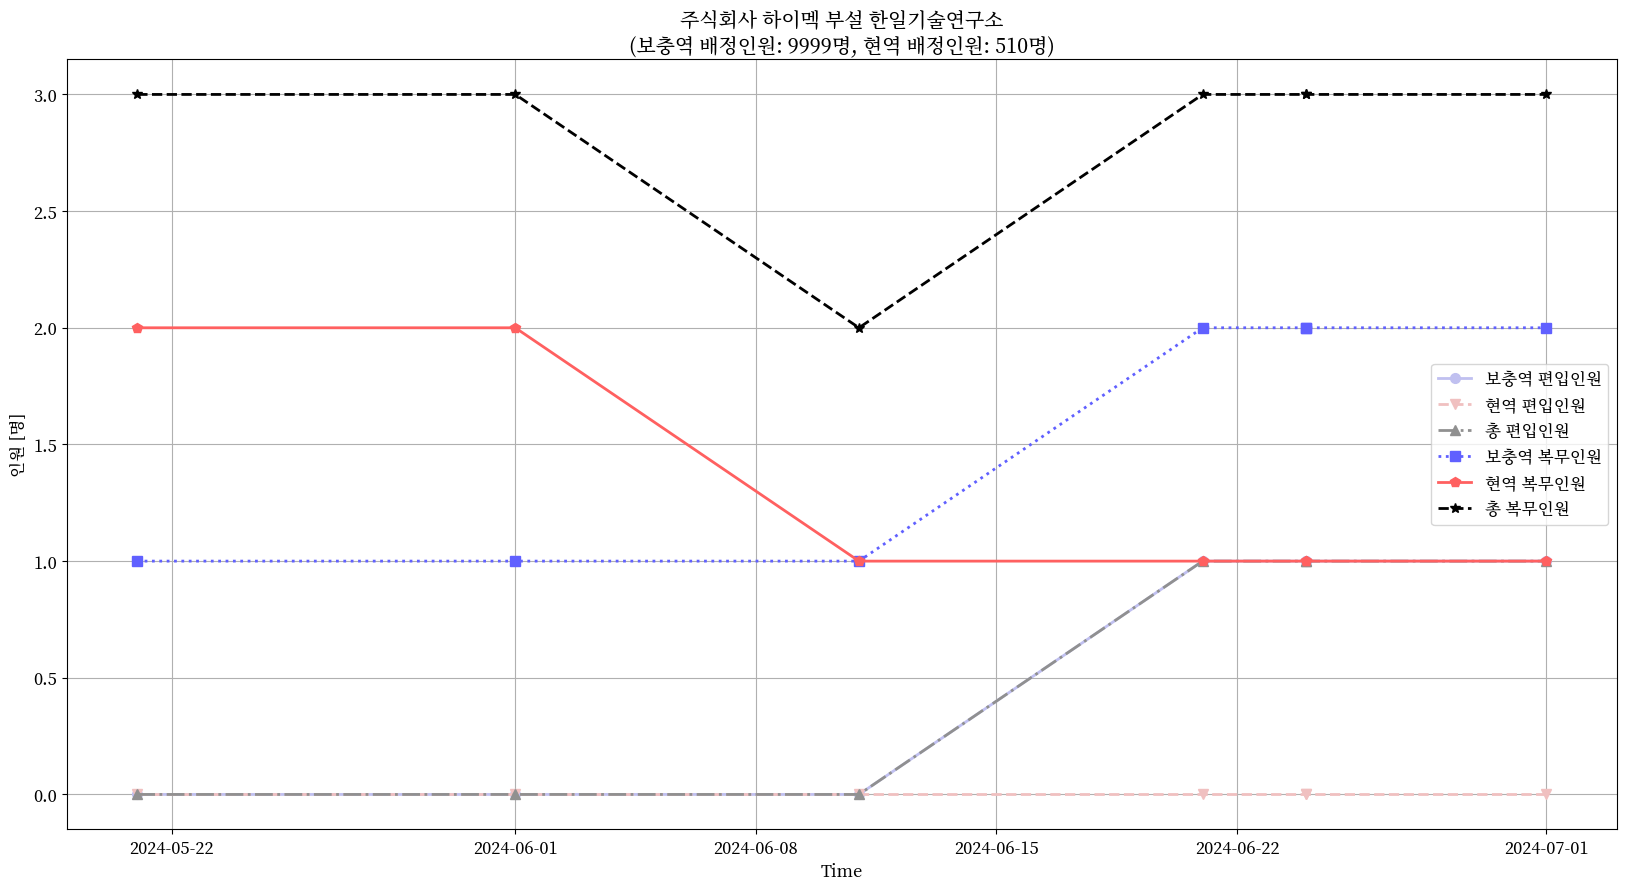 주식회사 하이멕 부설 한일기술연구소
(보충역 배정인원: 9999명, 현역 배정인원: 510명)
3.0
2.5
2.0
1.5
1.0
0.5
0.0
인원 [명]
보충역 편입인원
현역 편입인원
총 편입인원
보충역 복무인원
현역 복무인원
총 복무인원
2024-05-22 2024-06-01 2024-06-08 2024-06-15 2024-06-22 2024-07-01
Time